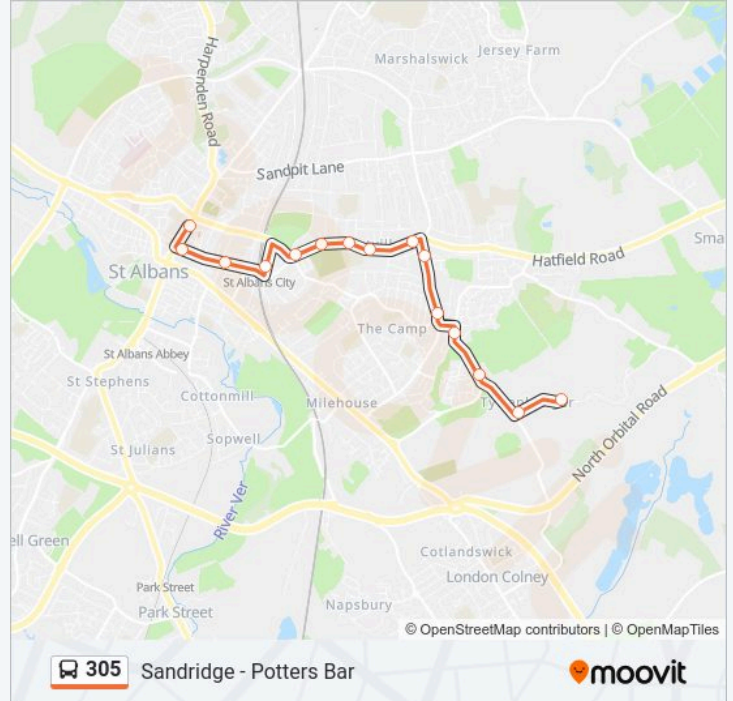 Marshalswick
Jersey Farm
Harpenden Road
Sandpit Lane
St Albans
St Albans City
Hatfield Road
Sma
The Camp
St Albans Abbey
St Stephens
Cottonmill
Milehouse
Sopwell
St Julians
North Orbital Road
River Ver
ell Green
Cotlandswick
London Colney
Park Street
Park Street
Napsbury
© OpenStreetMap contributors | © OpenMapTiles
305 Sandridge - Potters Bar
moovit